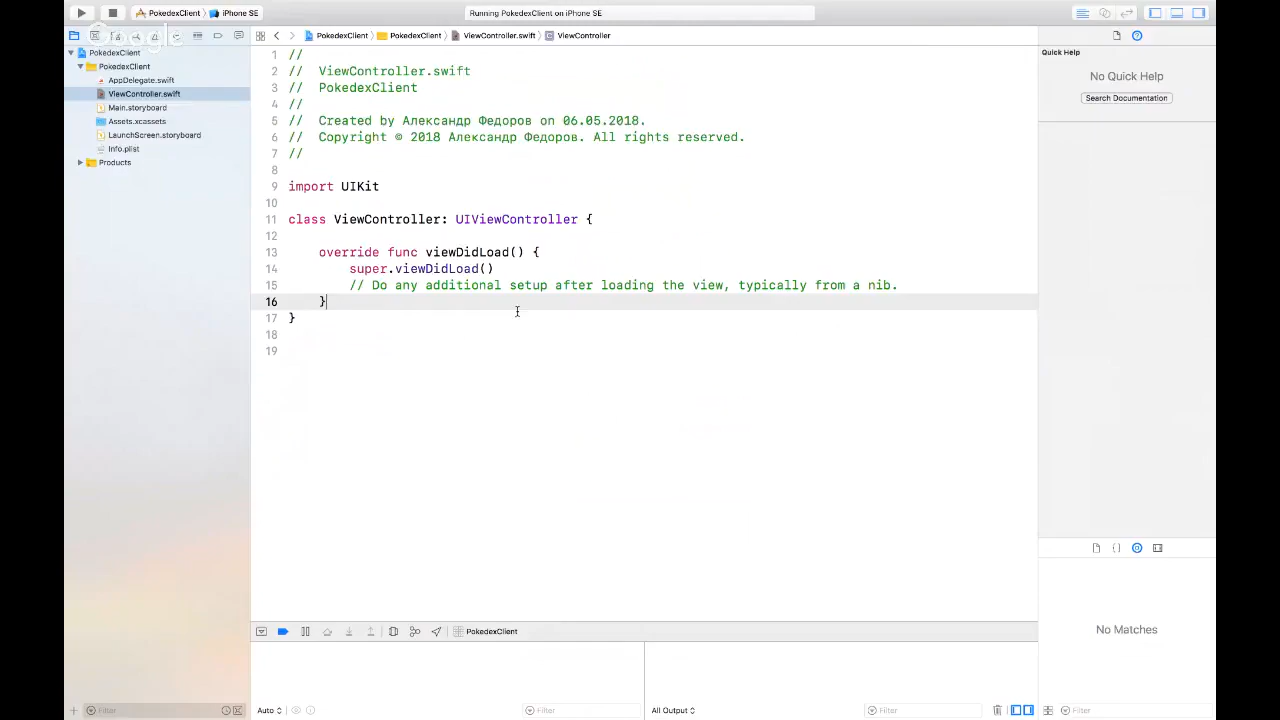 PokedexClient iPhone SE
Running PokedexClient on iPhone SE
Google
PokedexClient
PokedexClient
AppDelegate.swift
ViewController.swift
Main.storyboard
Assets.xcassets
LaunchScreen.storyboard
Info.plist
Products
Filter
PokedexClient PokedexClient ViewController.swift C ViewController
1 //
2 // ViewController.swift
3 // PokedexClient
4 //
5 // Created by Александр Федоров on 06.05.2018.
6 // Copyright © 2018 Александр Федоров. All rights reserved.
7 //
8
9 import UIKit
10
11 class ViewController: UIViewController {
12
13 override func viewDidLoad() {
14 super.viewDidLoad()
15 // Do any additional setup after loading the view, typically from a nib.
16 }
17 }
18
19
PokedexClient
Auto
Filter
All Output
Filter
Quick Help
No Quick Help
Search Documentation
No Matches
Filter